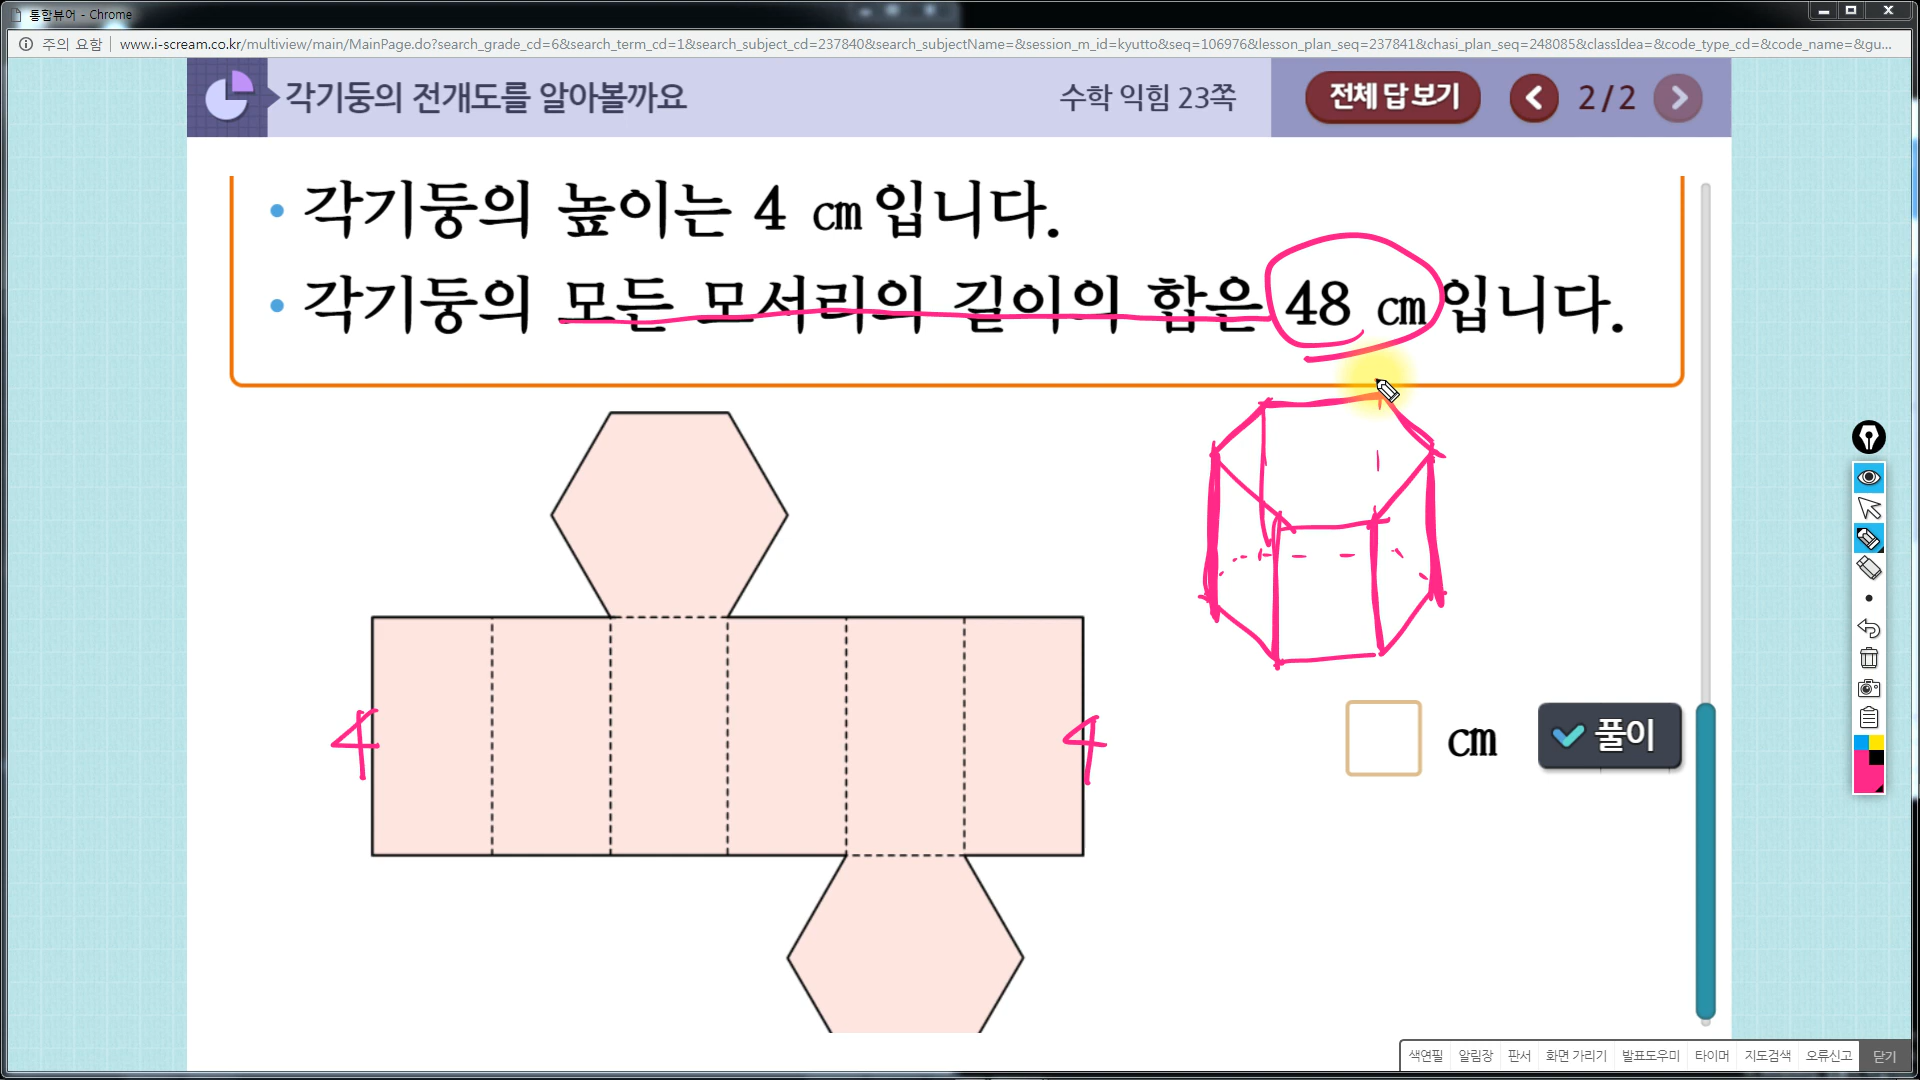 통합뷰어 - Chrome
주의 요함 | www.i-scream.co.kr/multiview/main/MainPage.do?search_grade_cd=6&search_term_cd=1&search_subject_cd=237840&search_subjectName=&session_m_id=kyutto&seq=106976&lesson_plan_seq=237841&chasi_plan_seq=248085&classIdea=&code_type_cd=&code_name=&gu...
각기둥의 전개도를 알아볼까요
수학 익힘 23쪽
전체 답 보기
2 / 2
• 각기둥의 높이는 4 cm입니다.
• 각기둥의 모든 모서리의 길이의 합은 48 cm입니다.
4
4
cm
풀이
색연필 알림장 판서 화면 가리기 발표도우미 타이머 지도검색 오류신고 닫기